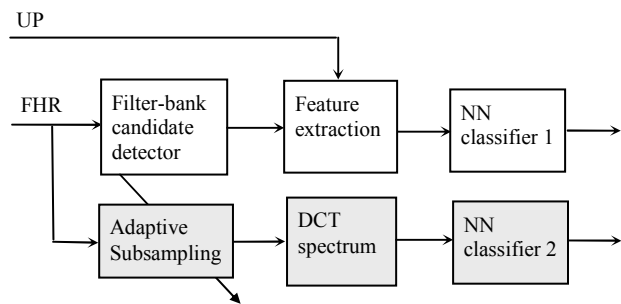 UP
FHR
Filter-bank
candidate
detector
Feature
extraction
NN
classifier 1
Adaptive
Subsampling
DCT
spectrum
NN
classifier 2